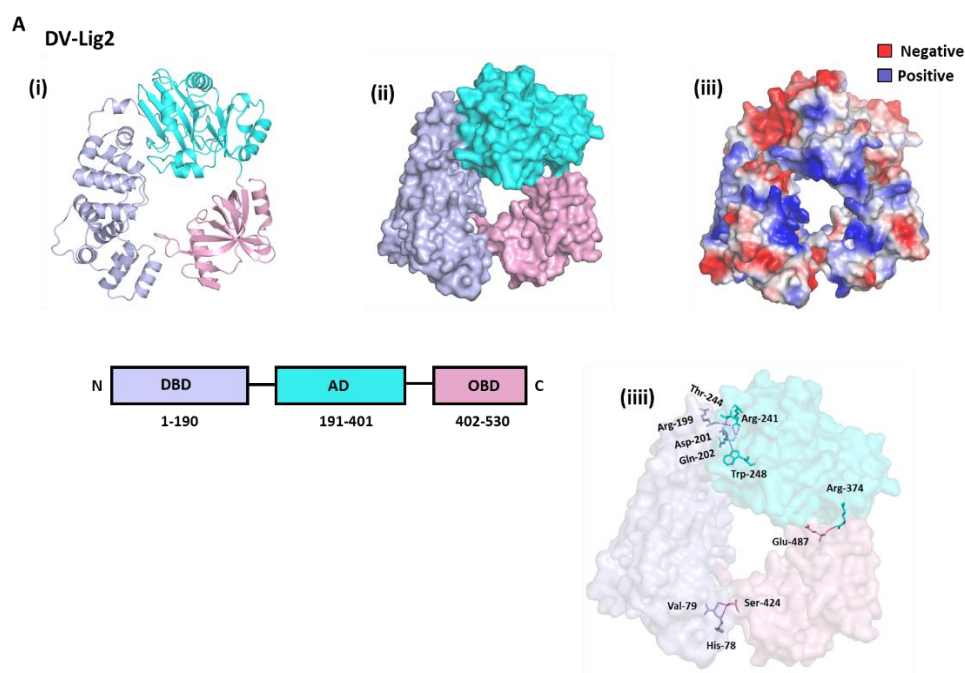 A
DV-Lig2
(i)
(ii)
(iii)
Negative
Positive
N DBD AD OBD C
1-190 191-401 402-530
(iiii)
Thr-244
Arg-199
Arg-241
Asp-201
Gln-202
Trp-248
Arg-374
Glu-487
Val-79
Ser-424
His-78